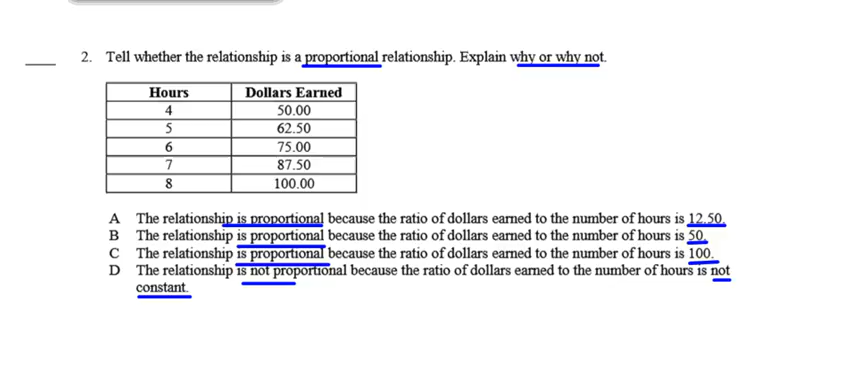 2. Tell whether the relationship is a proportional relationship. Explain why or why not.
Hours Dollars Earned
4 50.00
5 62.50
6 75.00
7 87.50
8 100.00
A The relationship is proportional because the ratio of dollars earned to the number of hours is 12.50.
B The relationship is proportional because the ratio of dollars earned to the number of hours is 50.
C The relationship is proportional because the ratio of dollars earned to the number of hours is 100.
D The relationship is not proportional because the ratio of dollars earned to the number of hours is not
constant.